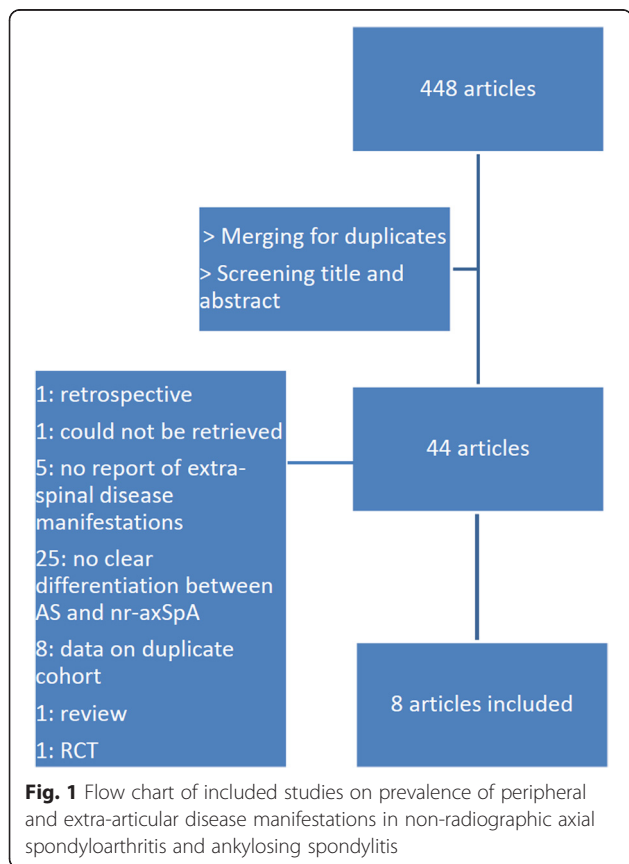 448 articles
> Merging for duplicates
> Screening title and
abstract
1: retrospective
1: could not be retrieved
5: no report of extra-
spinal disease
manifestations
25: no clear
differentiation between
AS and nr-axSpA
8: data on duplicate
cohort
1: review
1: RCT
44 articles
8 articles included
Fig. 1 Flow chart of included studies on prevalence of peripheral
and extra-articular disease manifestations in non-radiographic axial
spondyloarthritis and ankylosing spondylitis